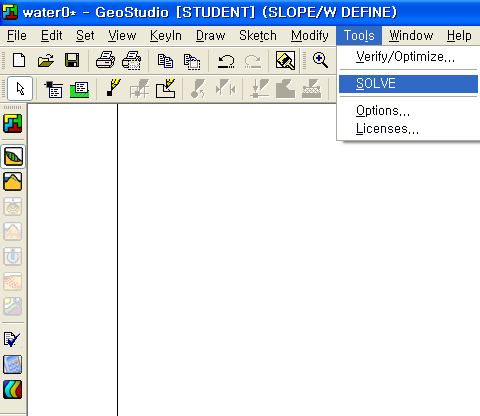 water0* - GeoStudio [STUDENT] (SLOPE/W DEFINE)
File Edit Set View KeyIn Draw Sketch Modify Tools Window Help
Verify/Optimize...
SOLVE
Options...
Licenses...